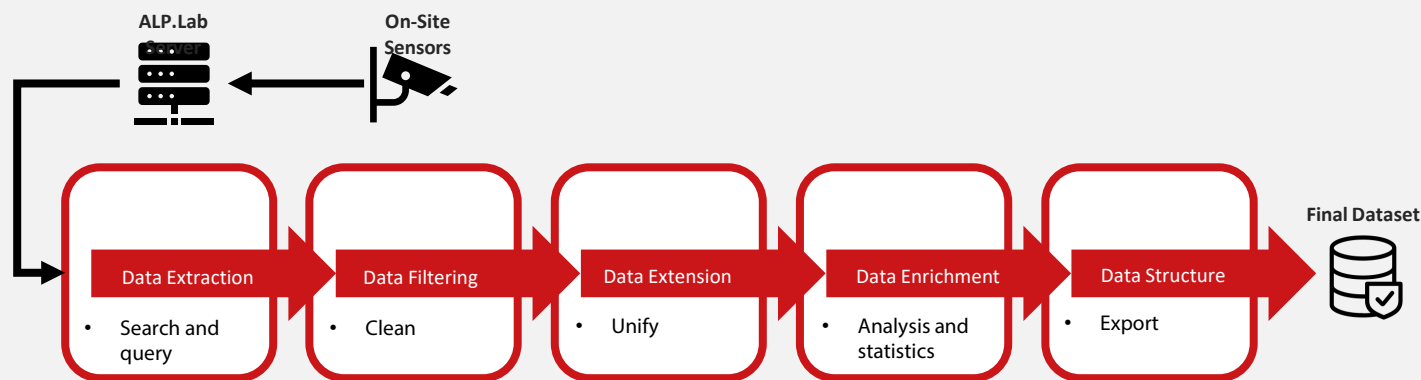 ALP.Lab
Server
On-Site
Sensors
Final Dataset
Data Extraction
• Search and
query
Data Filtering
• Clean
Data Extension
• Unify
Data Enrichment
• Analysis and
statistics
Data Structure
• Export